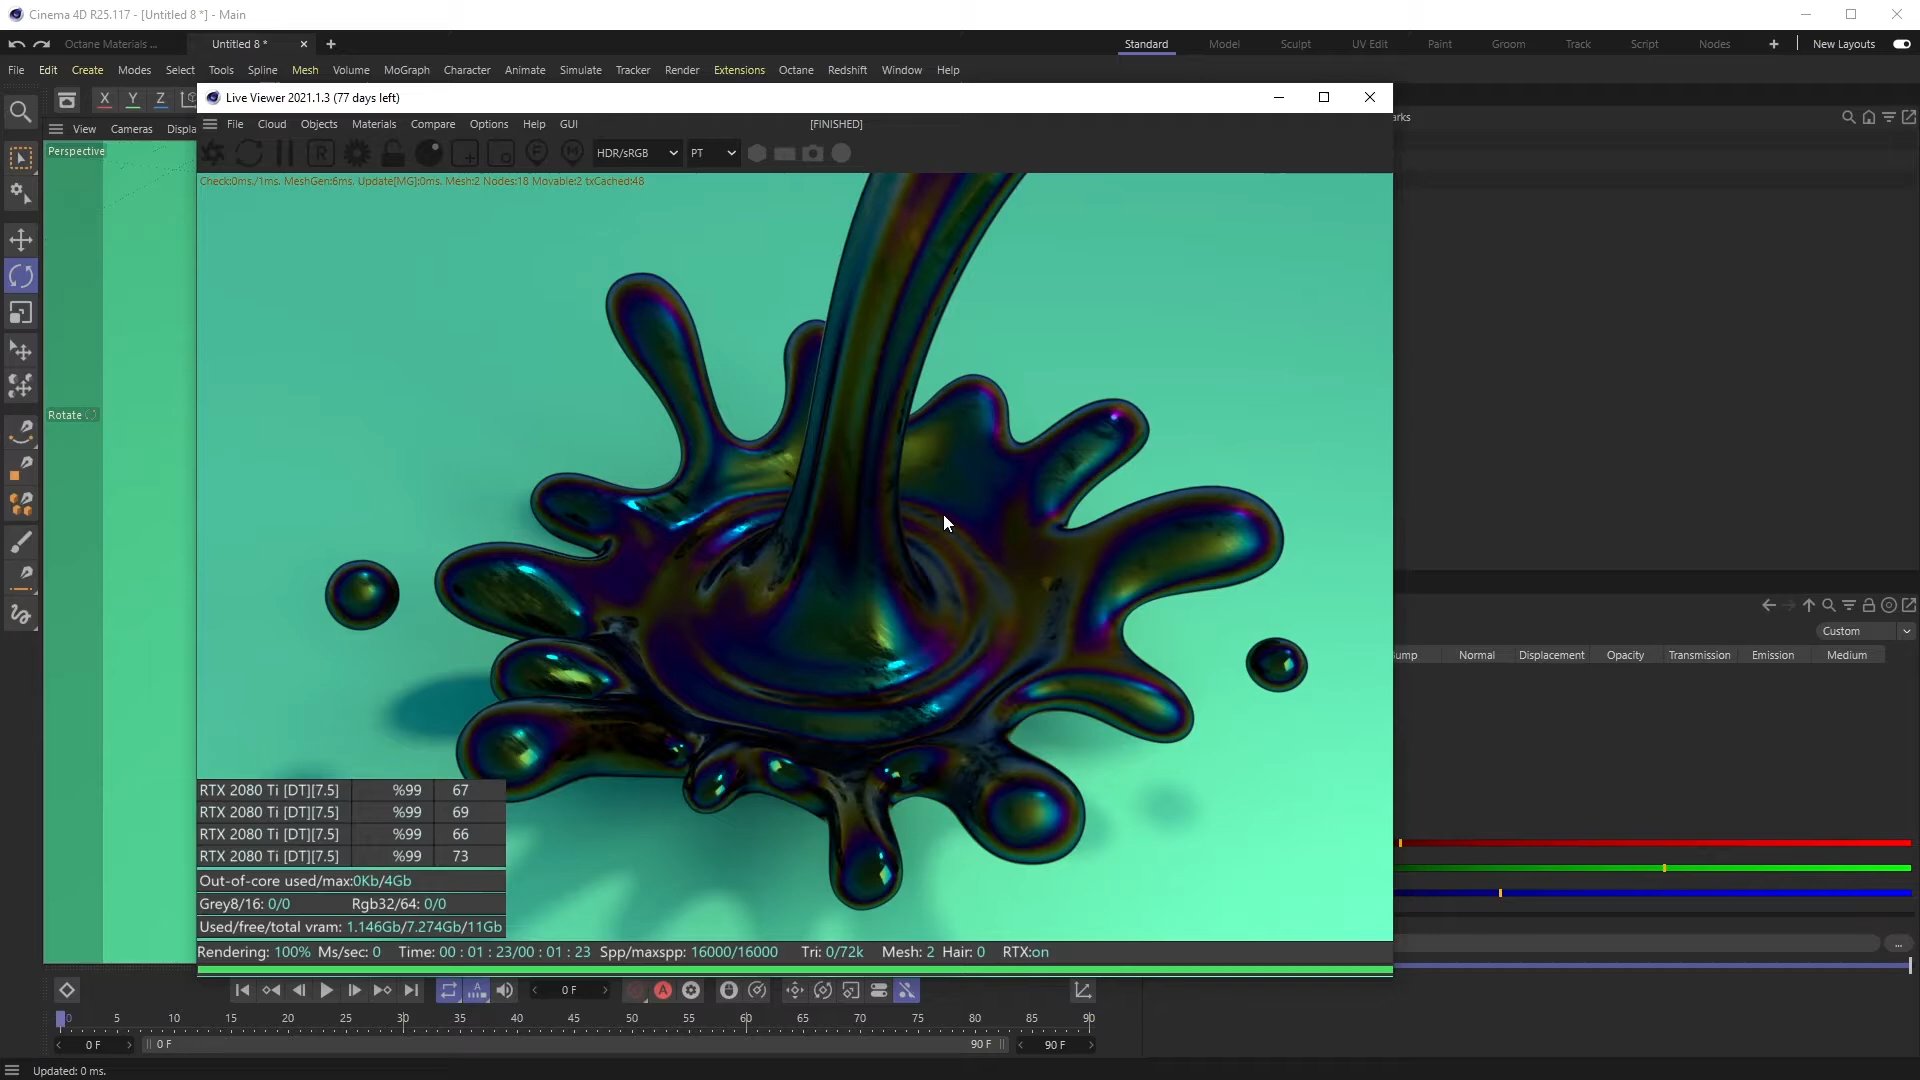 Cinema 4D R25.117 - [Untitled 8 *] - Main
Octane Materials ... Untitled 8 *
Standard Model Sculpt UV Edit Paint Groom Track Script Nodes New Layouts
File Edit Create Modes Select Tools Spline Mesh Volume MoGraph Character Animate Simulate Tracker Render Extensions Octane Redshift Window Help
X Y Z
Live Viewer 2021.1.3 (77 days left)
arks
View Cameras Displa
File Cloud Objects Materials Compare Options Help GUI
[FINISHED]
Perspective
R F M
HDR/sRGB PT
Check:0ms./1ms. MeshGen:6ms. Update[MG]:0ms. Mesh:2 Nodes:18 Movable:2 txCached:48
Rotate
Custom
ump Normal Displacement Opacity Transmission Emission Medium
RTX 2080 Ti [DT][7.5] %99 67
RTX 2080 Ti [DT][7.5] %99 69
RTX 2080 Ti [DT][7.5] %99 66
RTX 2080 Ti [DT][7.5] %99 73
Out-of-core used/max:0Kb/4Gb
Grey8/16: 0/0 Rgb32/64: 0/0
Used/free/total vram: 1.146Gb/7.274Gb/11Gb
Rendering: 100% Ms/sec: 0 Time: 00 : 01 : 23/00 : 01 : 23 Spp/maxspp: 16000/16000 Tri: 0/72k Mesh: 2 Hair: 0 RTX:on
...
0 F
A
0 5 10 15 20 25 30 35 40 45 50 55 60 65 70 75 80 85 90
0 F 0 F 90 F 90 F
Updated: 0 ms.